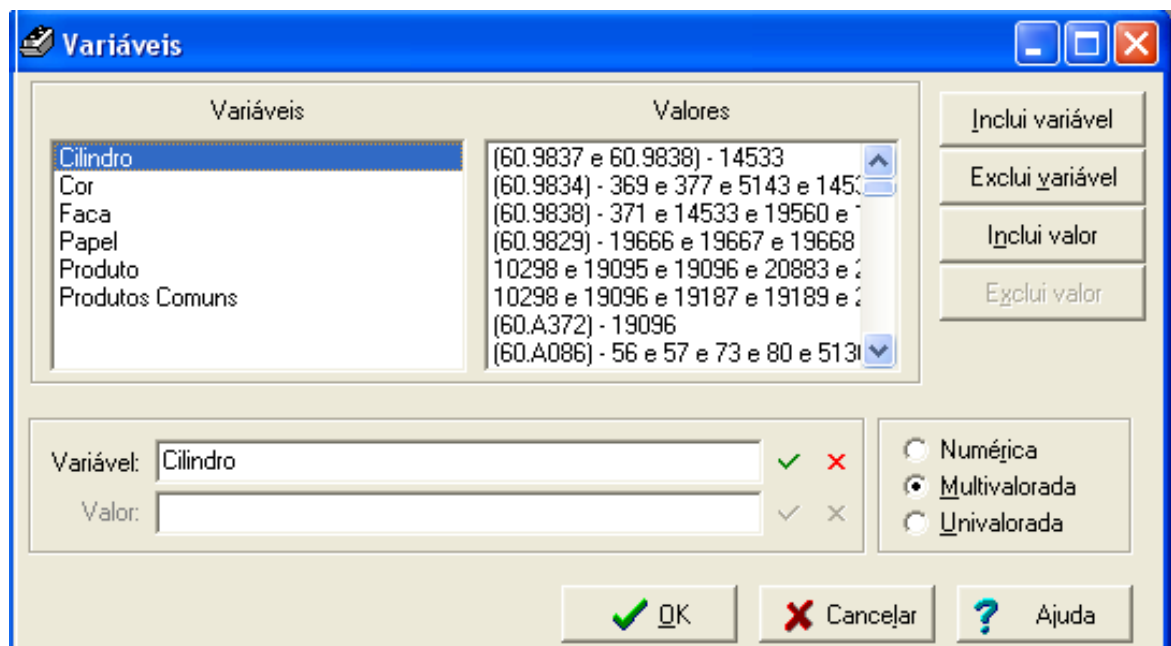 Variáveis
Variáveis
Valores
Cilindro
Cor
Faca
Papel
Produto
Produtos Comuns
(60.9837 e 60.9838) - 14533
(60.9834) - 369 e 377 e 5143 e
(60.9838) - 371 e 14533 e 19560 e
(60.9829) - 19666 e 19667 e 19668
10298 e 19095 e 19096 e 20883 e
10298 e 19096 e 19187 e 19189 e
(60.A372) - 19096
(60.A086) - 56 e 57 e 73 e 80 e
Inclui variável
Exclui variável
Inclui valor
Exclui valor
Variável: Cilindro
Valor:
Numérica
Multivalorada
Univalorada
OK
Cancelar
Ajuda